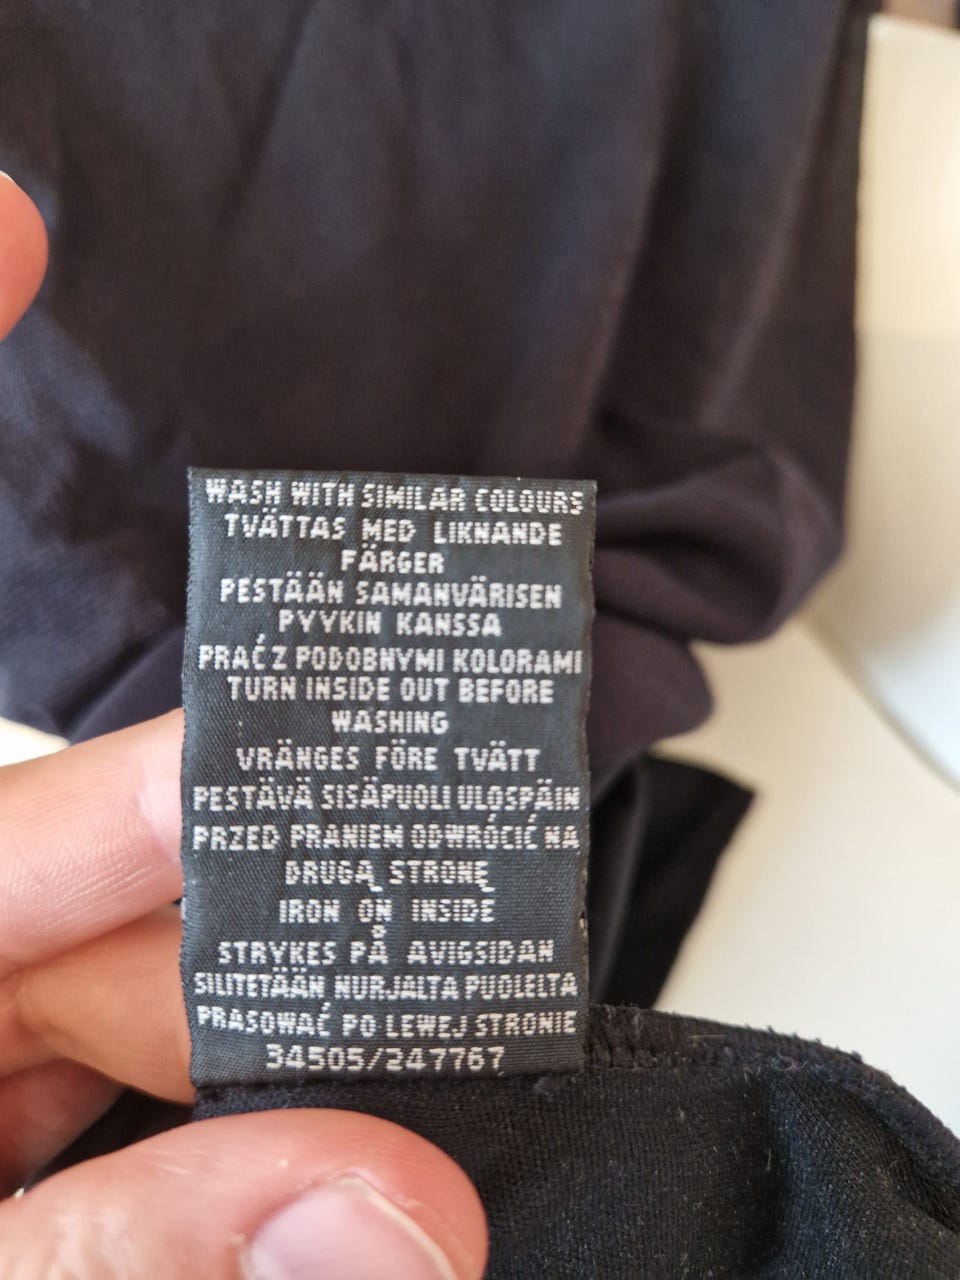 WASH WITH SIMILAR COLOURS
TVÄTTAS MED LIKNANDE
FÄRGER
PESTÄÄN SAMANVÄRISEN
PYYKIN KANSSA
PRAĆ Z PODOBNYMI KOLORAMI
TURN INSIDE OUT BEFORE
WASHING
VRÄNGES FÖRE TVÄTT
PESTÄVÄ SISÄPUOLI ULOSPÄIN
PRZED PRANIEM ODWRÓCIĆ NA
DRUGĄ STRONĘ
IRON ON INSIDE
STRYKES PÅ AVIGSIDAN
SILITETÄÄN NURJALTA PUOLELTA
PRASOWAĆ PO LEWEJ STRONIE
34505/247767